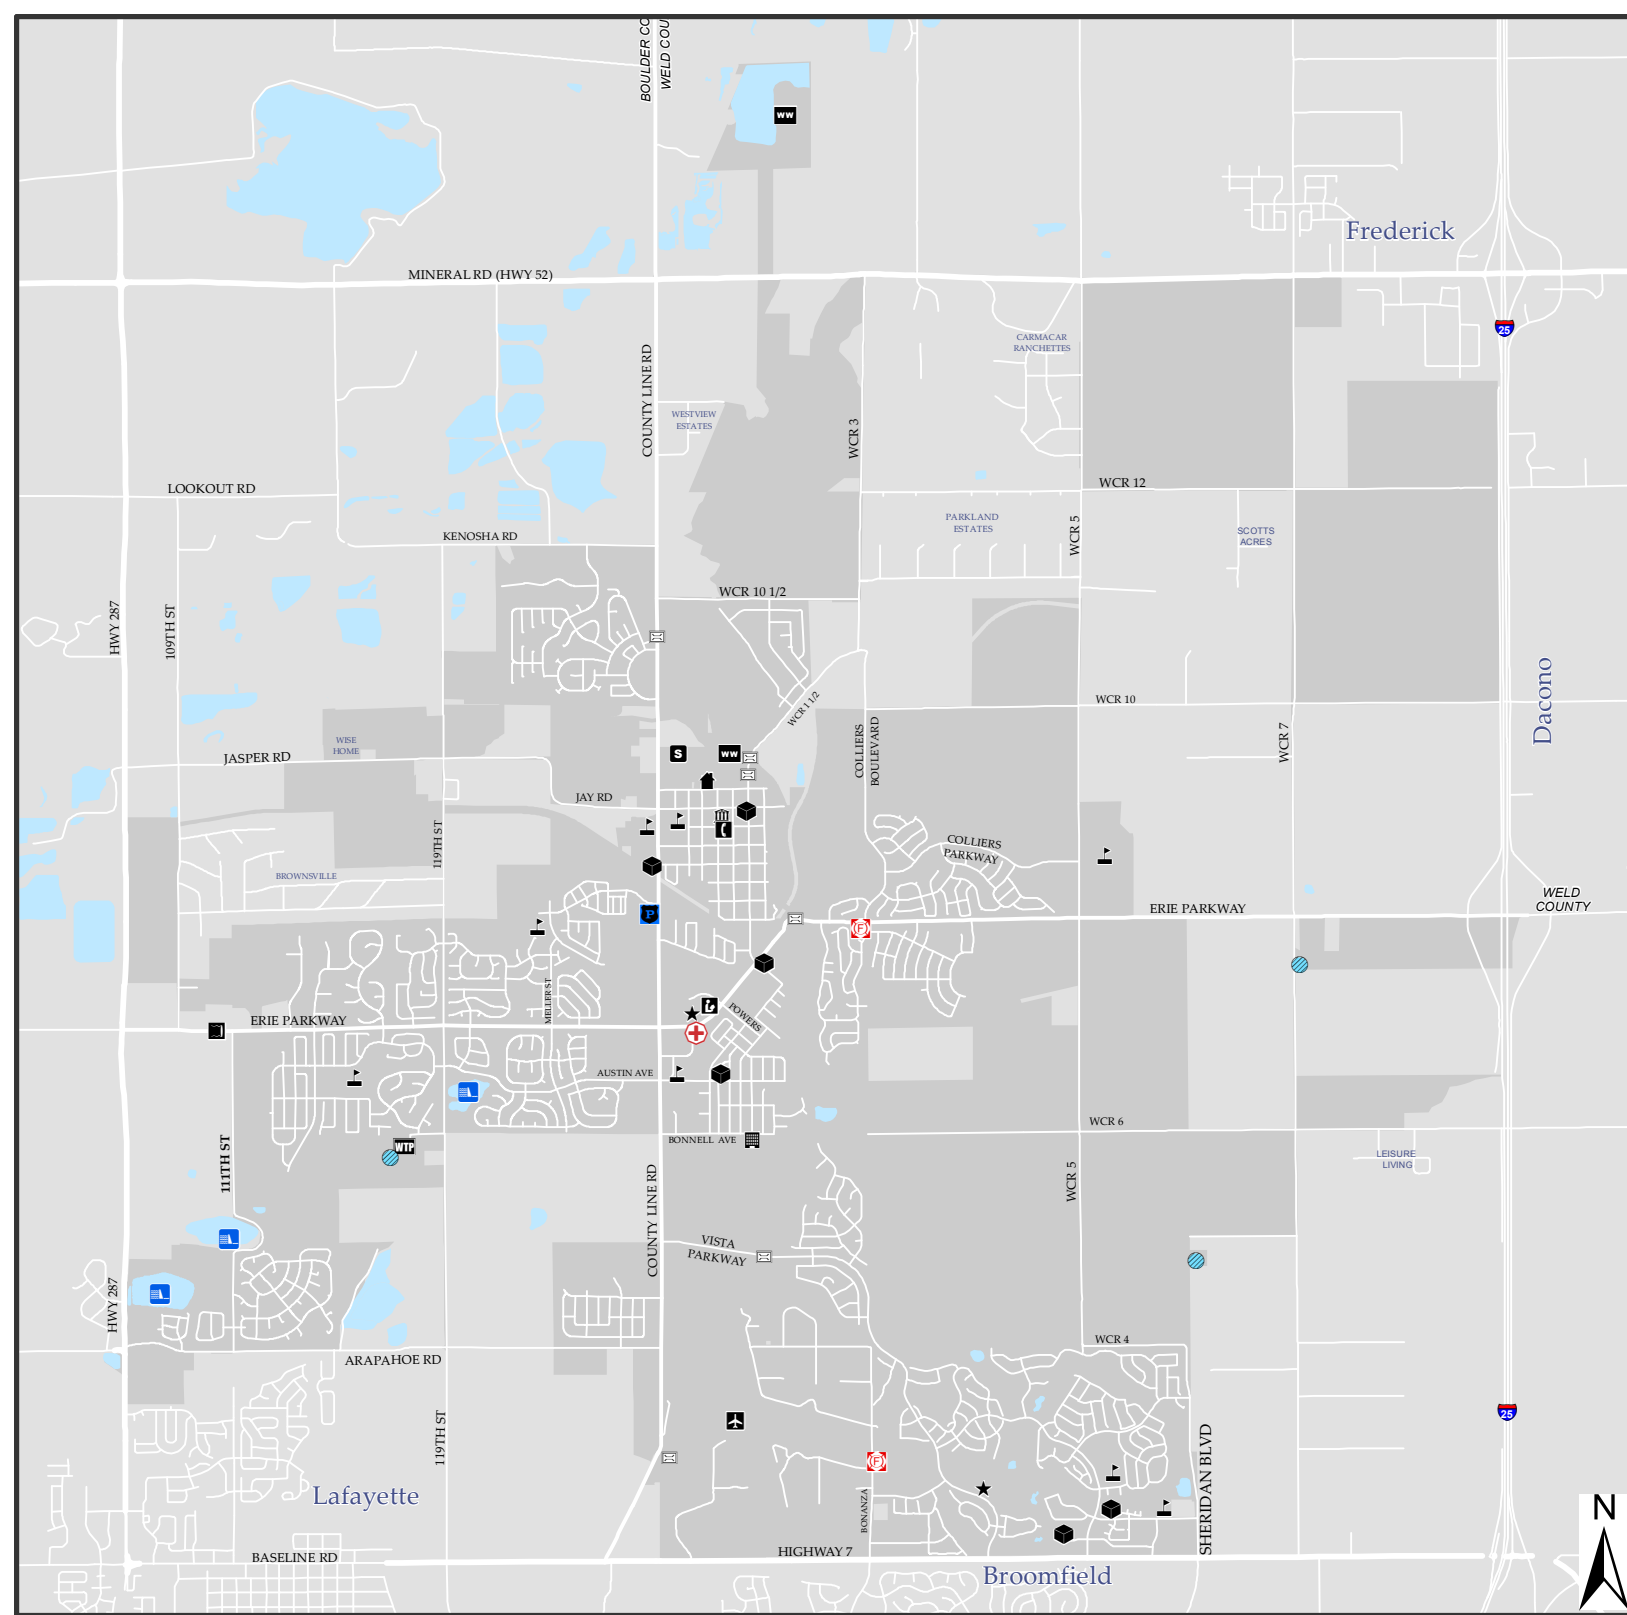 BOULDER CO
WELD COU
WW
Frederick
MINERAL RD (HWY 52)
25
CARMACAR
RANCHETTES
COUNTY LINE RD
WESTVIEW
ESTATES
WCR 3
LOOKOUT RD
WCR 12
PARKLAND
ESTATES
WCR 5
SCOTTS
ACRES
KENOSHA RD
WCR 10 1/2
HWY 287
109TH ST
Dacono
WCR 10
WCR 1 1/2
COLLIERS
BOULEVARD
WCR 7
WISE
HOME
JASPER RD
S
WW
JAY RD
119TH ST
COLLIERS
PARKWAY
BROWNSVILLE
WELD
COUNTY
ERIE PARKWAY
P
F
MELLER ST
POWERS
ERIE PARKWAY
AUSTIN AVE
WCR 6
BONNELL AVE
WTP
111TH ST
LEISURE
LIVING
COUNTY LINE RD
WCR 5
VISTA
PARKWAY
HWY 287
WCR 4
ARAPAHOE RD
119TH ST
25
SHERIDAN BLVD
F
Lafayette
BONANZA
N
BASELINE RD
HIGHWAY 7
Broomfield